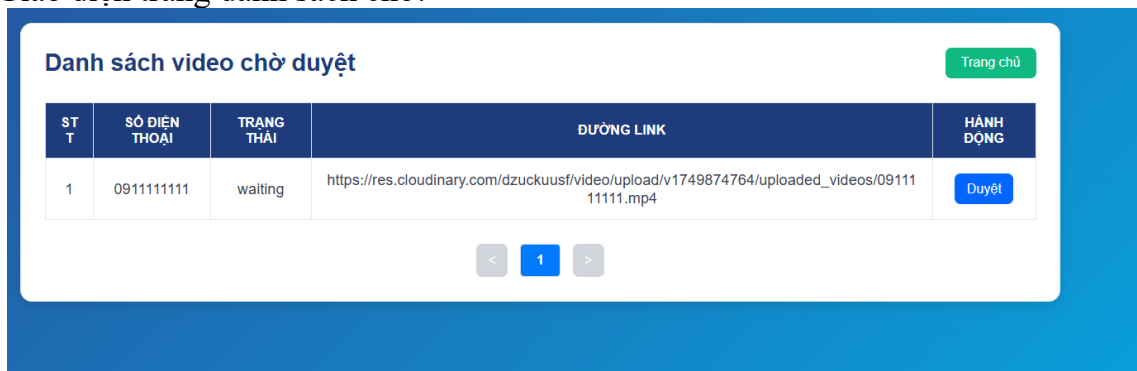 Danh sách video chờ duyệt
Trang chủ
ST
T
SỐ ĐIỆN
THOẠI
TRẠNG
THÁI
ĐƯỜNG LINK
HÀNH
ĐỘNG
1
0911111111
waiting
https://res.cloudinary.com/dzuckuusf/video/upload/v1749874764/uploaded_videos/09111
11111.mp4
Duyệt
<
1
>